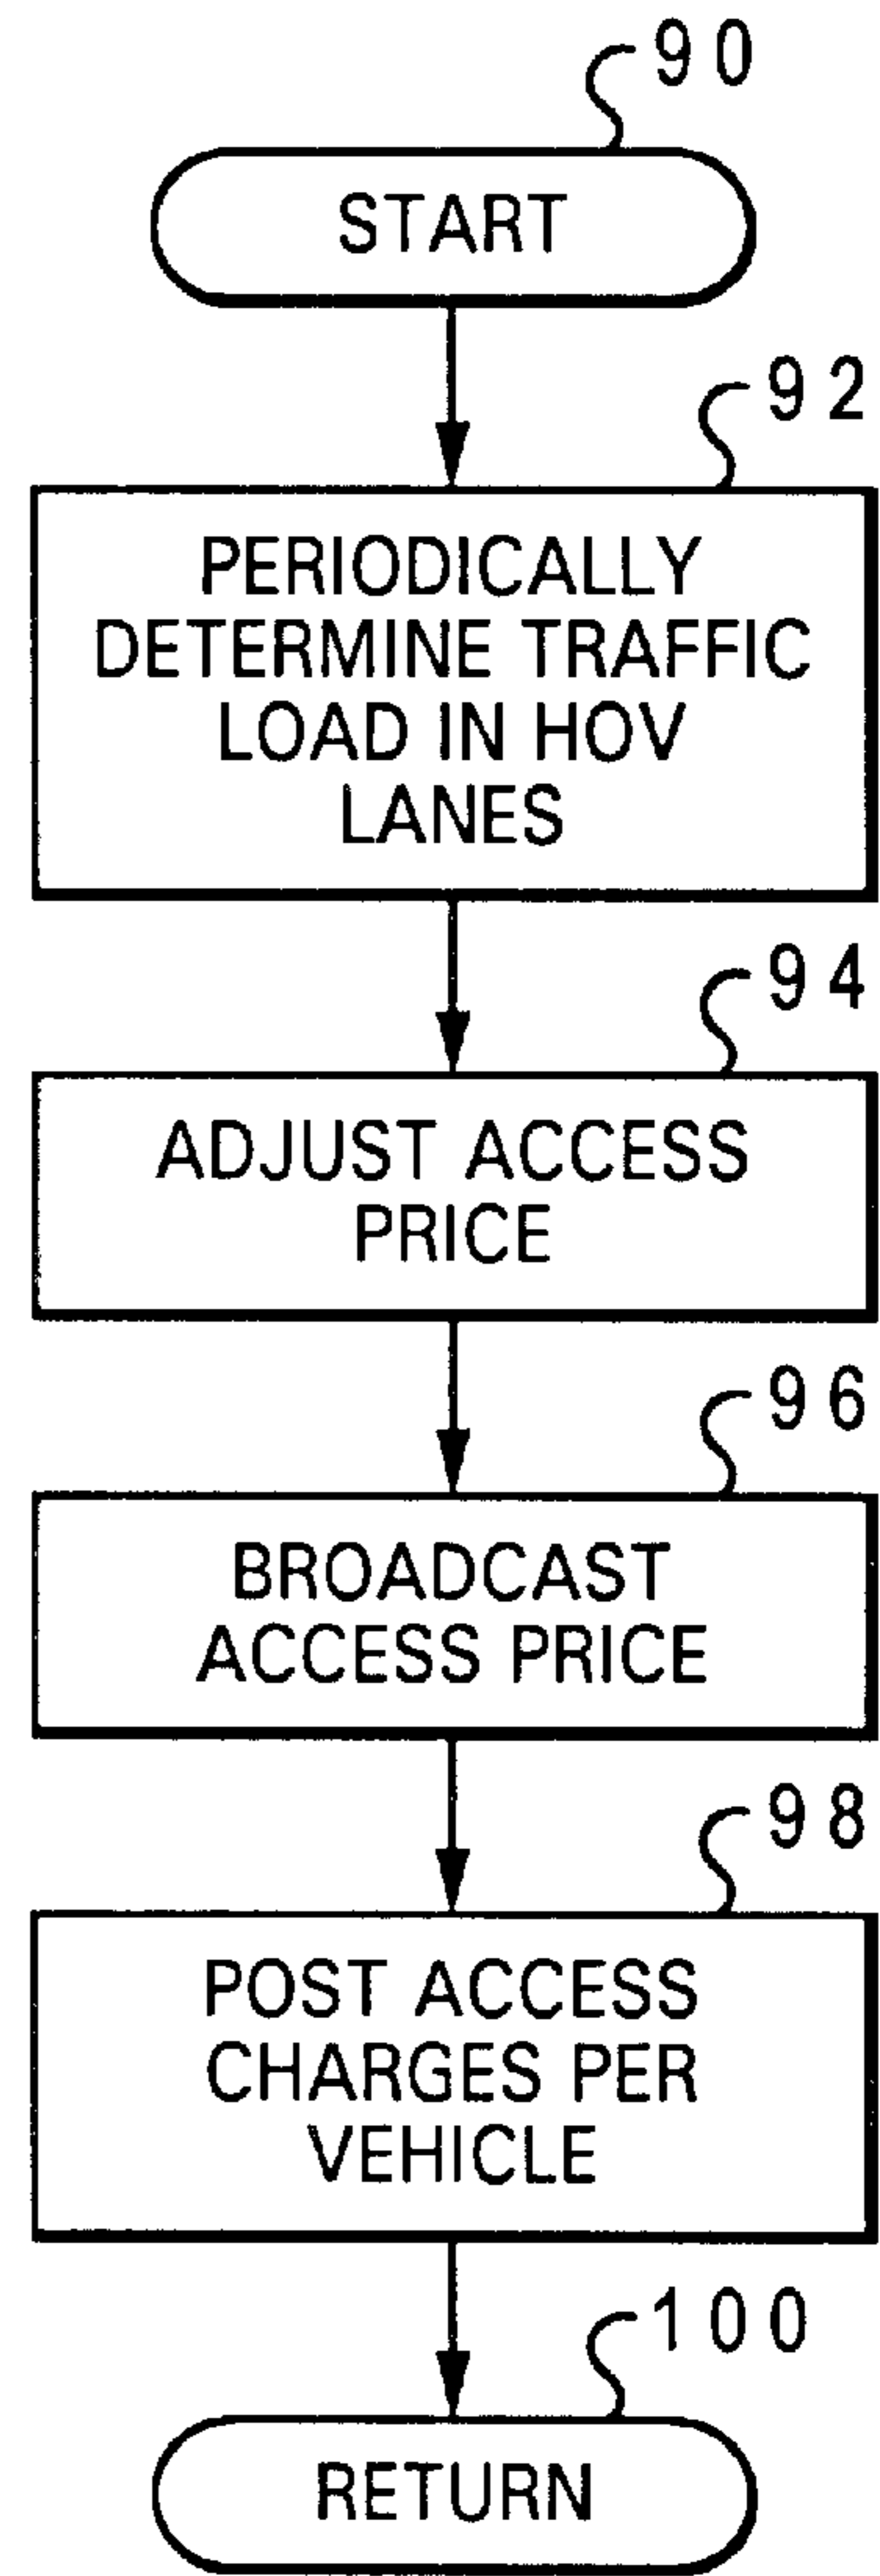 90
START
92
PERIODICALLY
DETERMINE TRAFFIC
LOAD IN HOV
LANES
94
ADJUST ACCESS
PRICE
96
BROADCAST
ACCESS PRICE
98
POST ACCESS
CHARGES PER
VEHICLE
100
RETURN